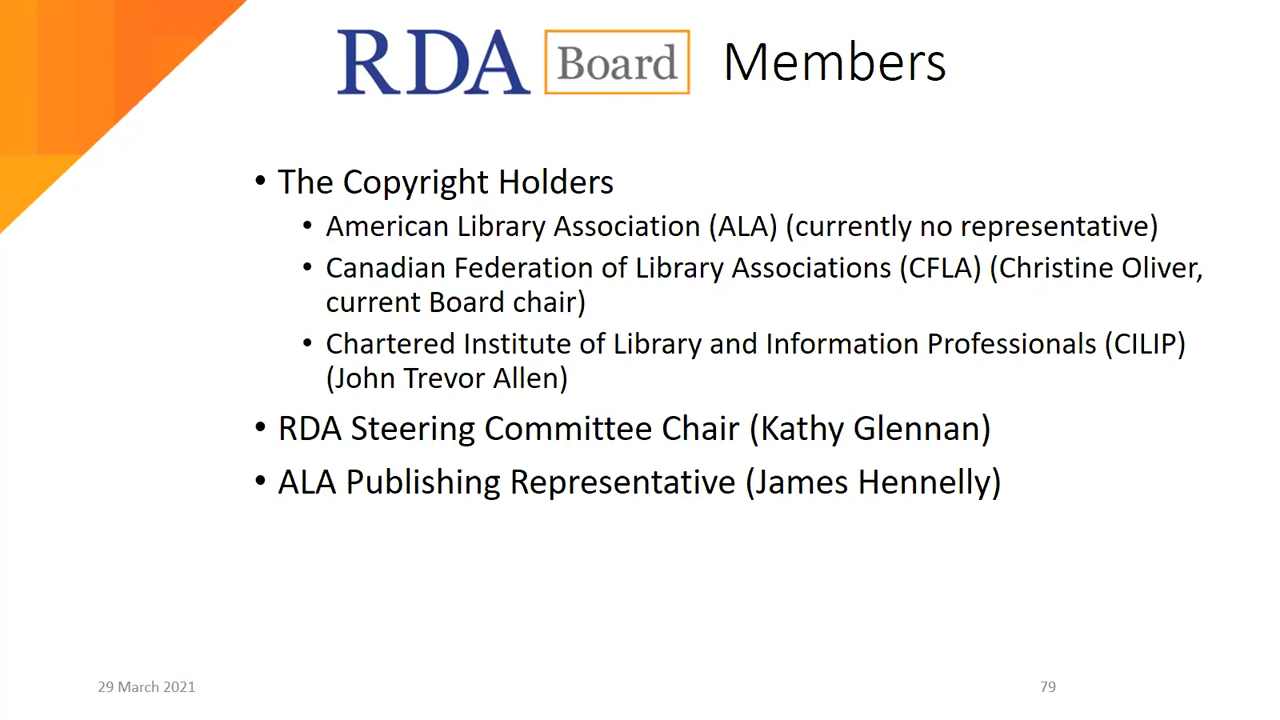 RDA Board Members
• The Copyright Holders
• American Library Association (ALA) (currently no representative)
• Canadian Federation of Library Associations (CFLA) (Christine Oliver,
current Board chair)
• Chartered Institute of Library and Information Professionals (CILIP)
(John Trevor Allen)
• RDA Steering Committee Chair (Kathy Glennan)
• ALA Publishing Representative (James Hennelly)
29 March 2021
79